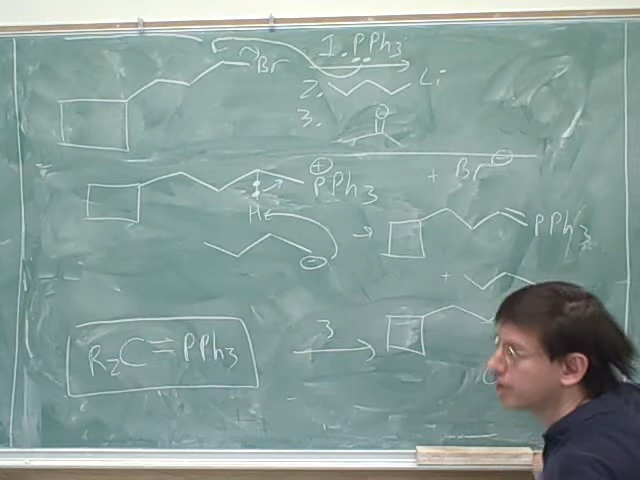 Br 1. PPh3
2. Li
3. O
⊕ PPh3 + Br ⊖
H
⊖ → PPh3
+
R2C=PPh3 3 →